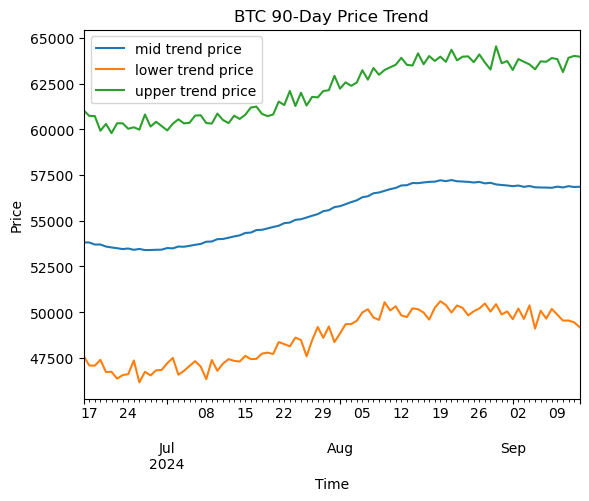 BTC 90-Day Price Trend
mid trend price
lower trend price
upper trend price
65000
62500
60000
57500
55000
52500
50000
47500
Price
17 24 08 15 22 29 05 12 19 26 02 09
Jul Aug Sep
2024
Time